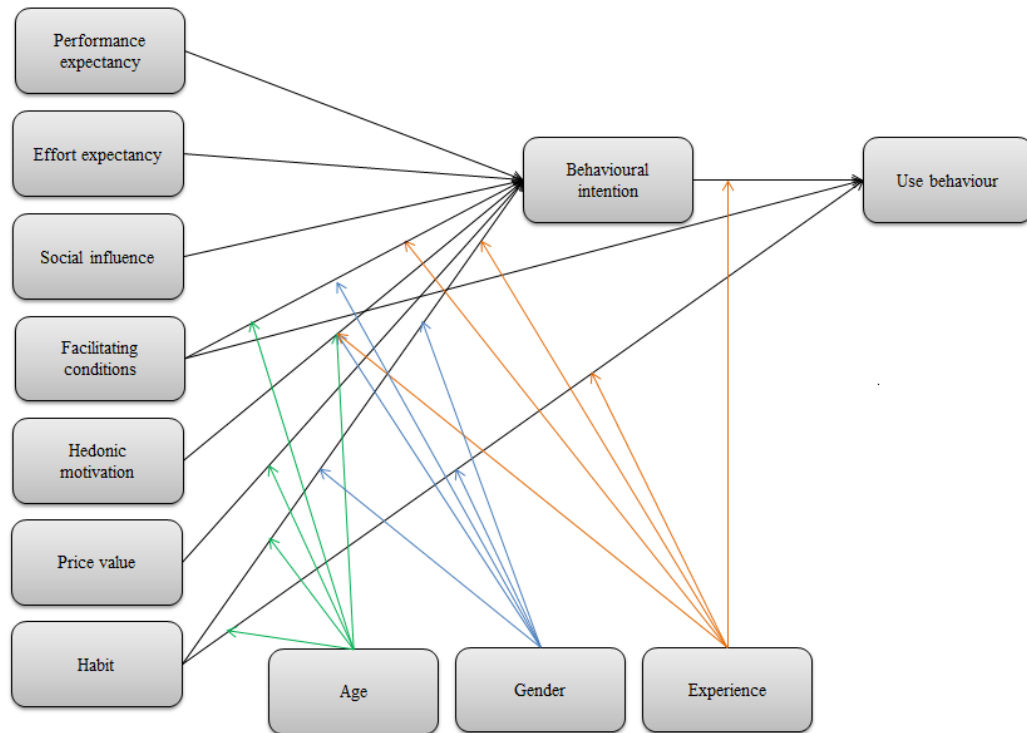 Performance
expectancy
Effort expectancy
Social influence
Facilitating
conditions
Hedonic
motivation
Price value
Habit
Behavioural
intention
Use behaviour
Age
Gender
Experience